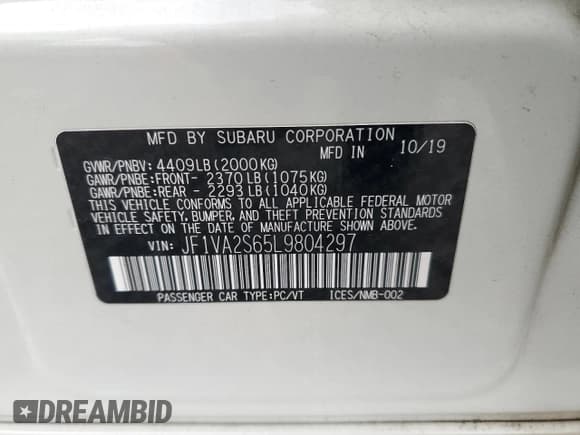 MFD BY SUBARU CORPORATION
MFD IN 10/19
GVWR/PNBV: 4409LB(2000KG)
GAWR/PNBE:FRONT- 2370LB(1075KG)
GAWR/PNBE:REAR - 2293LB(1040KG)
THIS VEHICLE CONFORMS TO ALL APPLICABLE FEDERAL MOTOR
VEHICLE SAFETY, BUMPER, AND THEFT PREVENTION STANDARDS
IN EFFECT ON THE DATE OF MANUFACTURE SHOWN ABOVE.
VIN: JF1VA2S65L9804297
PASSENGER CAR TYPE:PC/VT ICES/NMB-002
DREAMBID